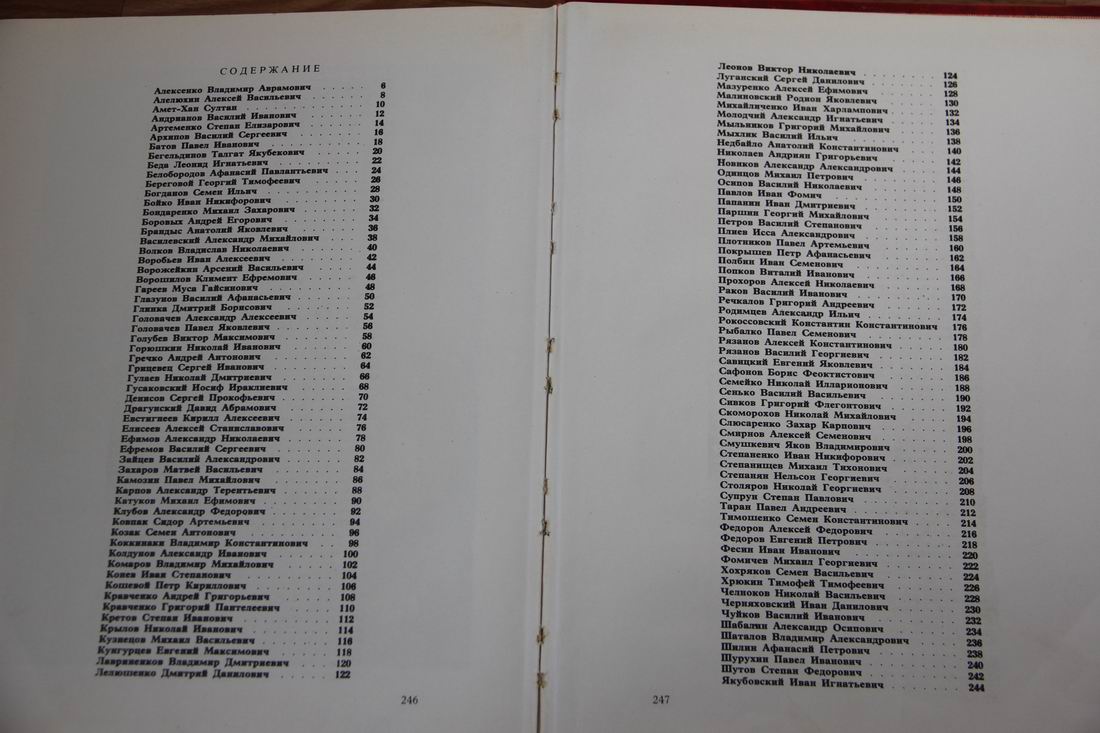 СОДЕРЖАНИЕ
Алексенко Владимир Аврамович . . . . . 6
Алелюхин Алексей Васильевич . . . . . 8
Амет-Хан Султан . . . . . 10
Андрианов Василий Иванович . . . . . 12
Артеменко Степан Елизарович . . . . . 14
Архипов Василий Сергеевич . . . . . 16
Батов Павел Иванович . . . . . 18
Бегельдинов Талгат Якубекович . . . . . 20
Беда Леонид Игнатьевич . . . . . 22
Белобородов Афанасий Павлантьевич . . . . . 24
Береговой Георгий Тимофеевич . . . . . 26
Богданов Семен Ильич . . . . . 28
Бойко Иван Никифорович . . . . . 30
Бондаренко Михаил Захарович . . . . . 32
Боровых Андрей Егорович . . . . . 34
Брандыс Анатолий Яковлевич . . . . . 36
Василевский Александр Михайлович . . . . . 38
Волков Владислав Николаевич . . . . . 40
Воробьев Иван Алексеевич . . . . . 42
Ворожейкин Арсений Васильевич . . . . . 44
Ворошилов Климент Ефремович . . . . . 46
Гареев Муса Гайсинович . . . . . 48
Глазунов Василий Афанасьевич . . . . . 50
Глинка Дмитрий Борисович . . . . . 52
Головачев Александр Алексеевич . . . . . 54
Головачев Павел Яковлевич . . . . . 56
Голубев Виктор Максимович . . . . . 58
Горюшкин Николай Иванович . . . . . 60
Гречко Андрей Антонович . . . . . 62
Грицевец Сергей Иванович . . . . . 64
Гулаев Николай Дмитриевич . . . . . 66
Гусаковский Иосиф Ираклиевич . . . . . 68
Денисов Сергей Прокофьевич . . . . . 70
Драгунский Давид Абрамович . . . . . 72
Евстигнеев Кирилл Алексеевич . . . . . 74
Елисеев Алексей Станиславович . . . . . 76
Ефимов Александр Николаевич . . . . . 78
Ефремов Василий Сергеевич . . . . . 80
Зайцев Василий Александрович . . . . . 82
Захаров Матвей Васильевич . . . . . 84
Камозин Павел Михайлович . . . . . 86
Карпов Александр Терентьевич . . . . . 88
Катуков Михаил Ефимович . . . . . 90
Клубов Александр Федорович . . . . . 92
Ковпак Сидор Артемьевич . . . . . 94
Козак Семен Антонович . . . . . 96
Коккинаки Владимир Константинович . . . . . 98
Колдунов Александр Иванович . . . . . 100
Комаров Владимир Михайлович . . . . . 102
Конев Иван Степанович . . . . . 104
Кошевой Петр Кириллович . . . . . 106
Кравченко Андрей Григорьевич . . . . . 108
Кравченко Григорий Пантелеевич . . . . . 110
Кретов Степан Иванович . . . . . 112
Крылов Николай Иванович . . . . . 114
Кузнецов Михаил Васильевич . . . . . 116
Кунгурцев Евгений Максимович . . . . . 118
Лавриненков Владимир Дмитриевич . . . . . 120
Лелюшенко Дмитрий Данилович . . . . . 122
246
Леонов Виктор Николаевич . . . . . 124
Луганский Сергей Данилович . . . . . 126
Мазуренко Алексей Ефимович . . . . . 128
Малиновский Родион Яковлевич . . . . . 130
Михайличенко Иван Харлампович . . . . . 132
Молодчий Александр Игнатьевич . . . . . 134
Мыльников Григорий Михайлович . . . . . 136
Мыхлик Василий Ильич . . . . . 138
Недбайло Анатолий Константинович . . . . . 140
Николаев Андриян Григорьевич . . . . . 142
Новиков Александр Александрович . . . . . 144
Одинцов Михаил Петрович . . . . . 146
Осипов Василий Николаевич . . . . . 148
Павлов Иван Фомич . . . . . 150
Папанин Иван Дмитриевич . . . . . 152
Паршин Георгий Михайлович . . . . . 154
Петров Василий Степанович . . . . . 156
Плиев Исса Александрович . . . . . 158
Плотников Павел Артемьевич . . . . . 160
Покрышев Петр Афанасьевич . . . . . 162
Полбин Иван Семенович . . . . . 164
Попков Виталий Иванович . . . . . 166
Прохоров Алексей Николаевич . . . . . 168
Раков Василий Иванович . . . . . 170
Речкалов Григорий Андреевич . . . . . 172
Родимцев Александр Ильич . . . . . 174
Рокоссовский Константин Константинович 176
Рыбалко Павел Семенович . . . . . 178
Рязанов Алексей Константинович . . . . . 180
Рязанов Василий Георгиевич . . . . . 182
Савицкий Евгений Яковлевич . . . . . 184
Сафонов Борис Феоктистович . . . . . 186
Семейко Николай Илларионович . . . . . 188
Сенько Василий Васильевич . . . . . 190
Сивков Григорий Флегонтович . . . . . 192
Скоморохов Николай Михайлович . . . . . 194
Слюсаренко Захар Карпович . . . . . 196
Смирнов Алексей Семенович . . . . . 198
Смушкевич Яков Владимирович . . . . . 200
Степаненко Иван Никифорович . . . . . 202
Степанищев Михаил Тихонович . . . . . 204
Степанян Нельсон Георгиевич . . . . . 206
Столяров Николай Георгиевич . . . . . 208
Супрун Степан Павлович . . . . . 210
Таран Павел Андреевич . . . . . 212
Тимошенко Семен Константинович . . . . . 214
Федоров Алексей Федорович . . . . . 216
Федоров Евгений Петрович . . . . . 218
Фесин Иван Иванович . . . . . 220
Фомичев Михаил Георгиевич . . . . . 222
Хохряков Семен Васильевич . . . . . 224
Хрюкин Тимофей Тимофеевич . . . . . 226
Челноков Николай Васильевич . . . . . 228
Черняховский Иван Данилович . . . . . 230
Чуйков Василий Иванович . . . . . 232
Шабалин Александр Осипович . . . . . 234
Шаталов Владимир Александрович . . . . . 236
Шилин Афанасий Петрович . . . . . 238
Шурухин Павел Иванович . . . . . 240
Шутов Степан Федорович . . . . . 242
Якубовский Иван Игнатьевич . . . . . 244
247